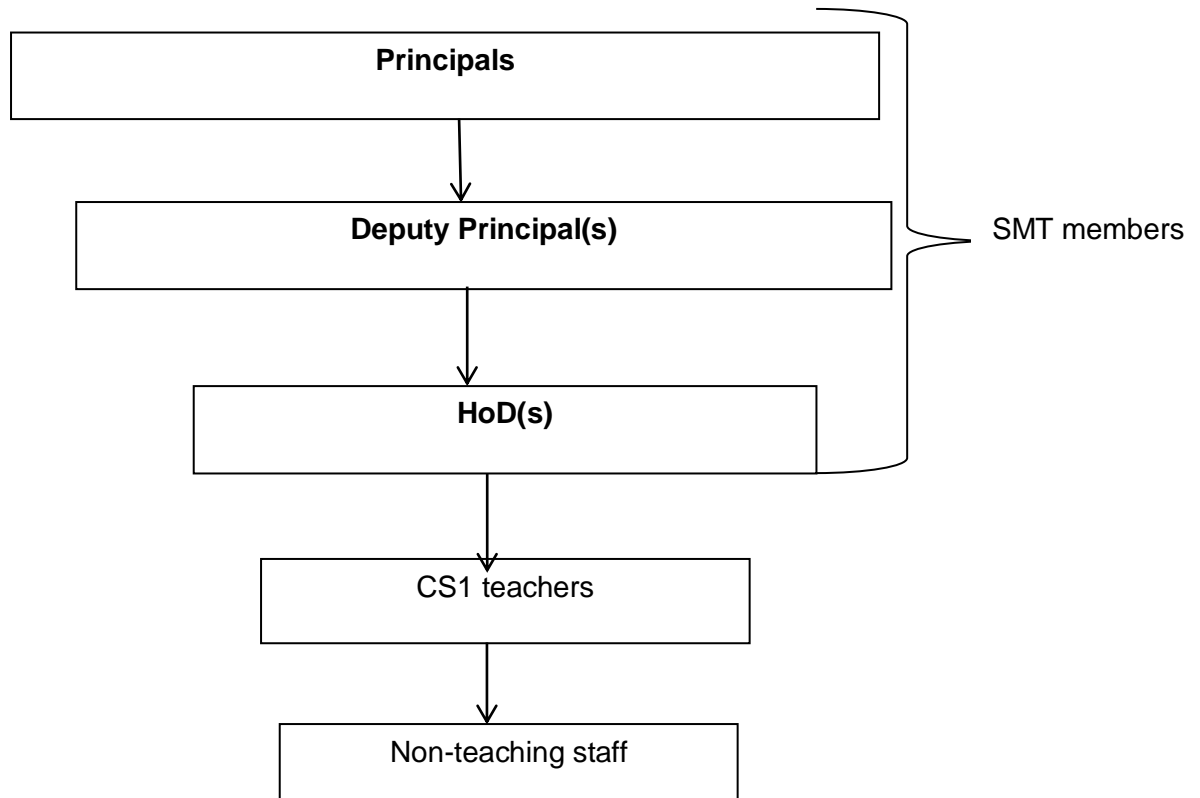 Principals
Deputy Principal(s)
SMT members
HoD(s)
CS1 teachers
Non-teaching staff